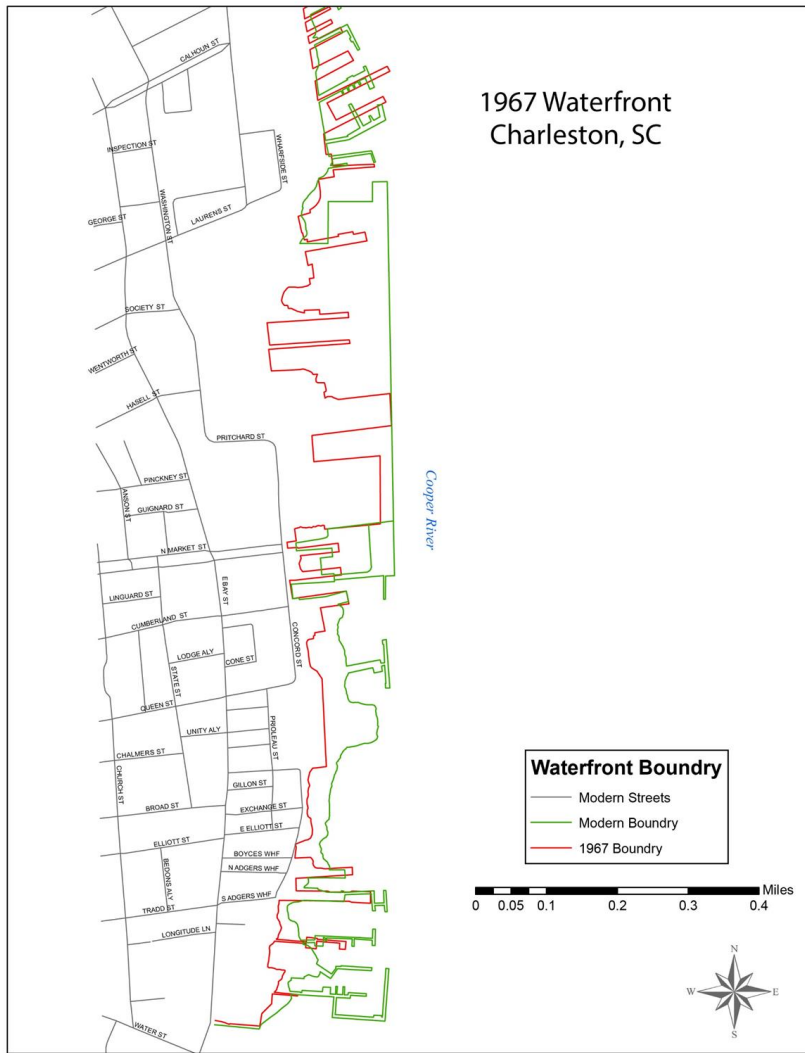 1967 Waterfront
Charleston, SC
CALHOUN ST
INSPECTION ST
WHARFSIDE ST
WASHINGTON ST
GEORGE ST
LAURENS ST
SOCIETY ST
WENTWORTH ST
HASELL ST
PRITCHARD ST
PINCKNEY ST
ANSON ST
GUIGNARD ST
Cooper River
N MARKET ST
LINGUARD ST
E BAY ST
CUMBERLAND ST
CONCORD ST
LODGE ALY
CONE ST
STATE ST
QUEEN ST
UNITY ALY
PRIOLEAU ST
CHALMERS ST
CHURCH ST
GILLON ST
BROAD ST
EXCHANGE ST
E ELLIOTT ST
ELLIOTT ST
BOYCES WHF
BEDONS ALY
N ADGERS WHF
S ADGERS WHF
TRADD ST
LONGITUDE LN
WATER ST
Waterfront Boundry
Modern Streets
Modern Boundry
1967 Boundry
Miles
0 0.05 0.1 0.2 0.3 0.4
N
W E
S